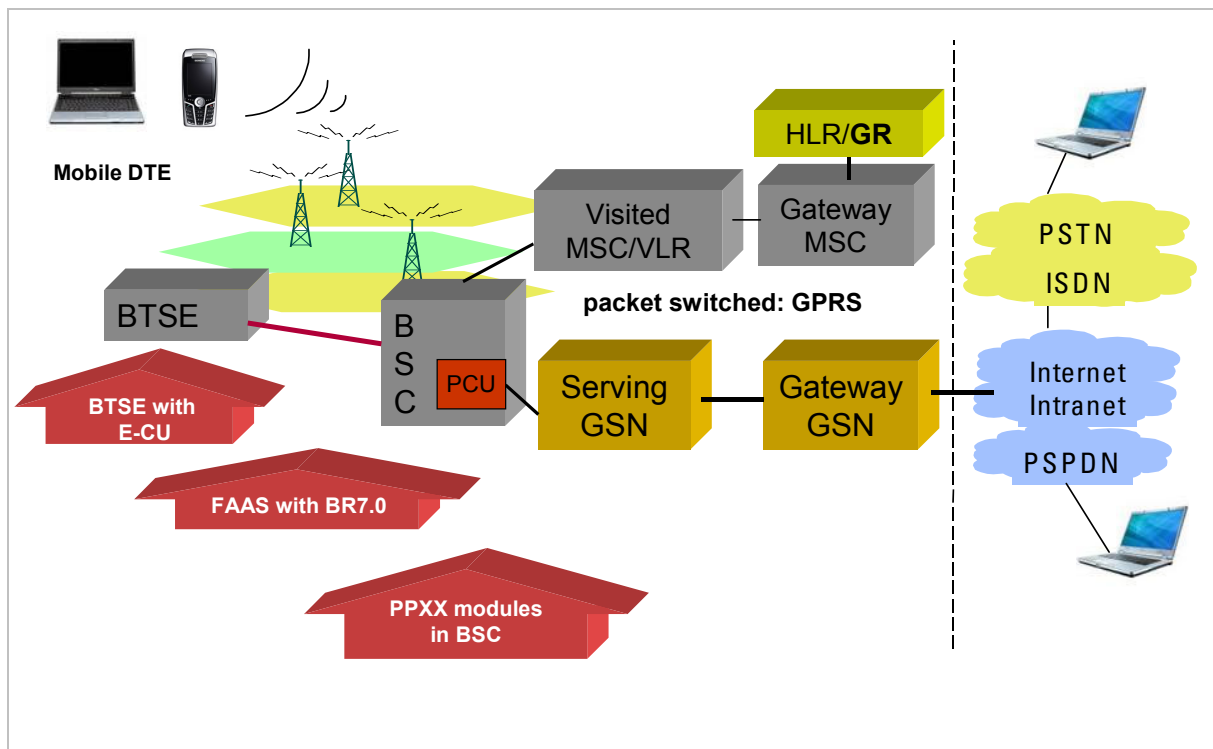 Mobile DTE
HLR/GR
Visited
MSC/VLR
Gateway
MSC
PSTN
ISDN
packet switched: GPRS
BTSE
B
S
C
PCU
Serving
GSN
Gateway
GSN
Internet
Intranet
PSPDN
BTSE with
E-CU
FAAS with BR7.0
PPXX modules
in BSC